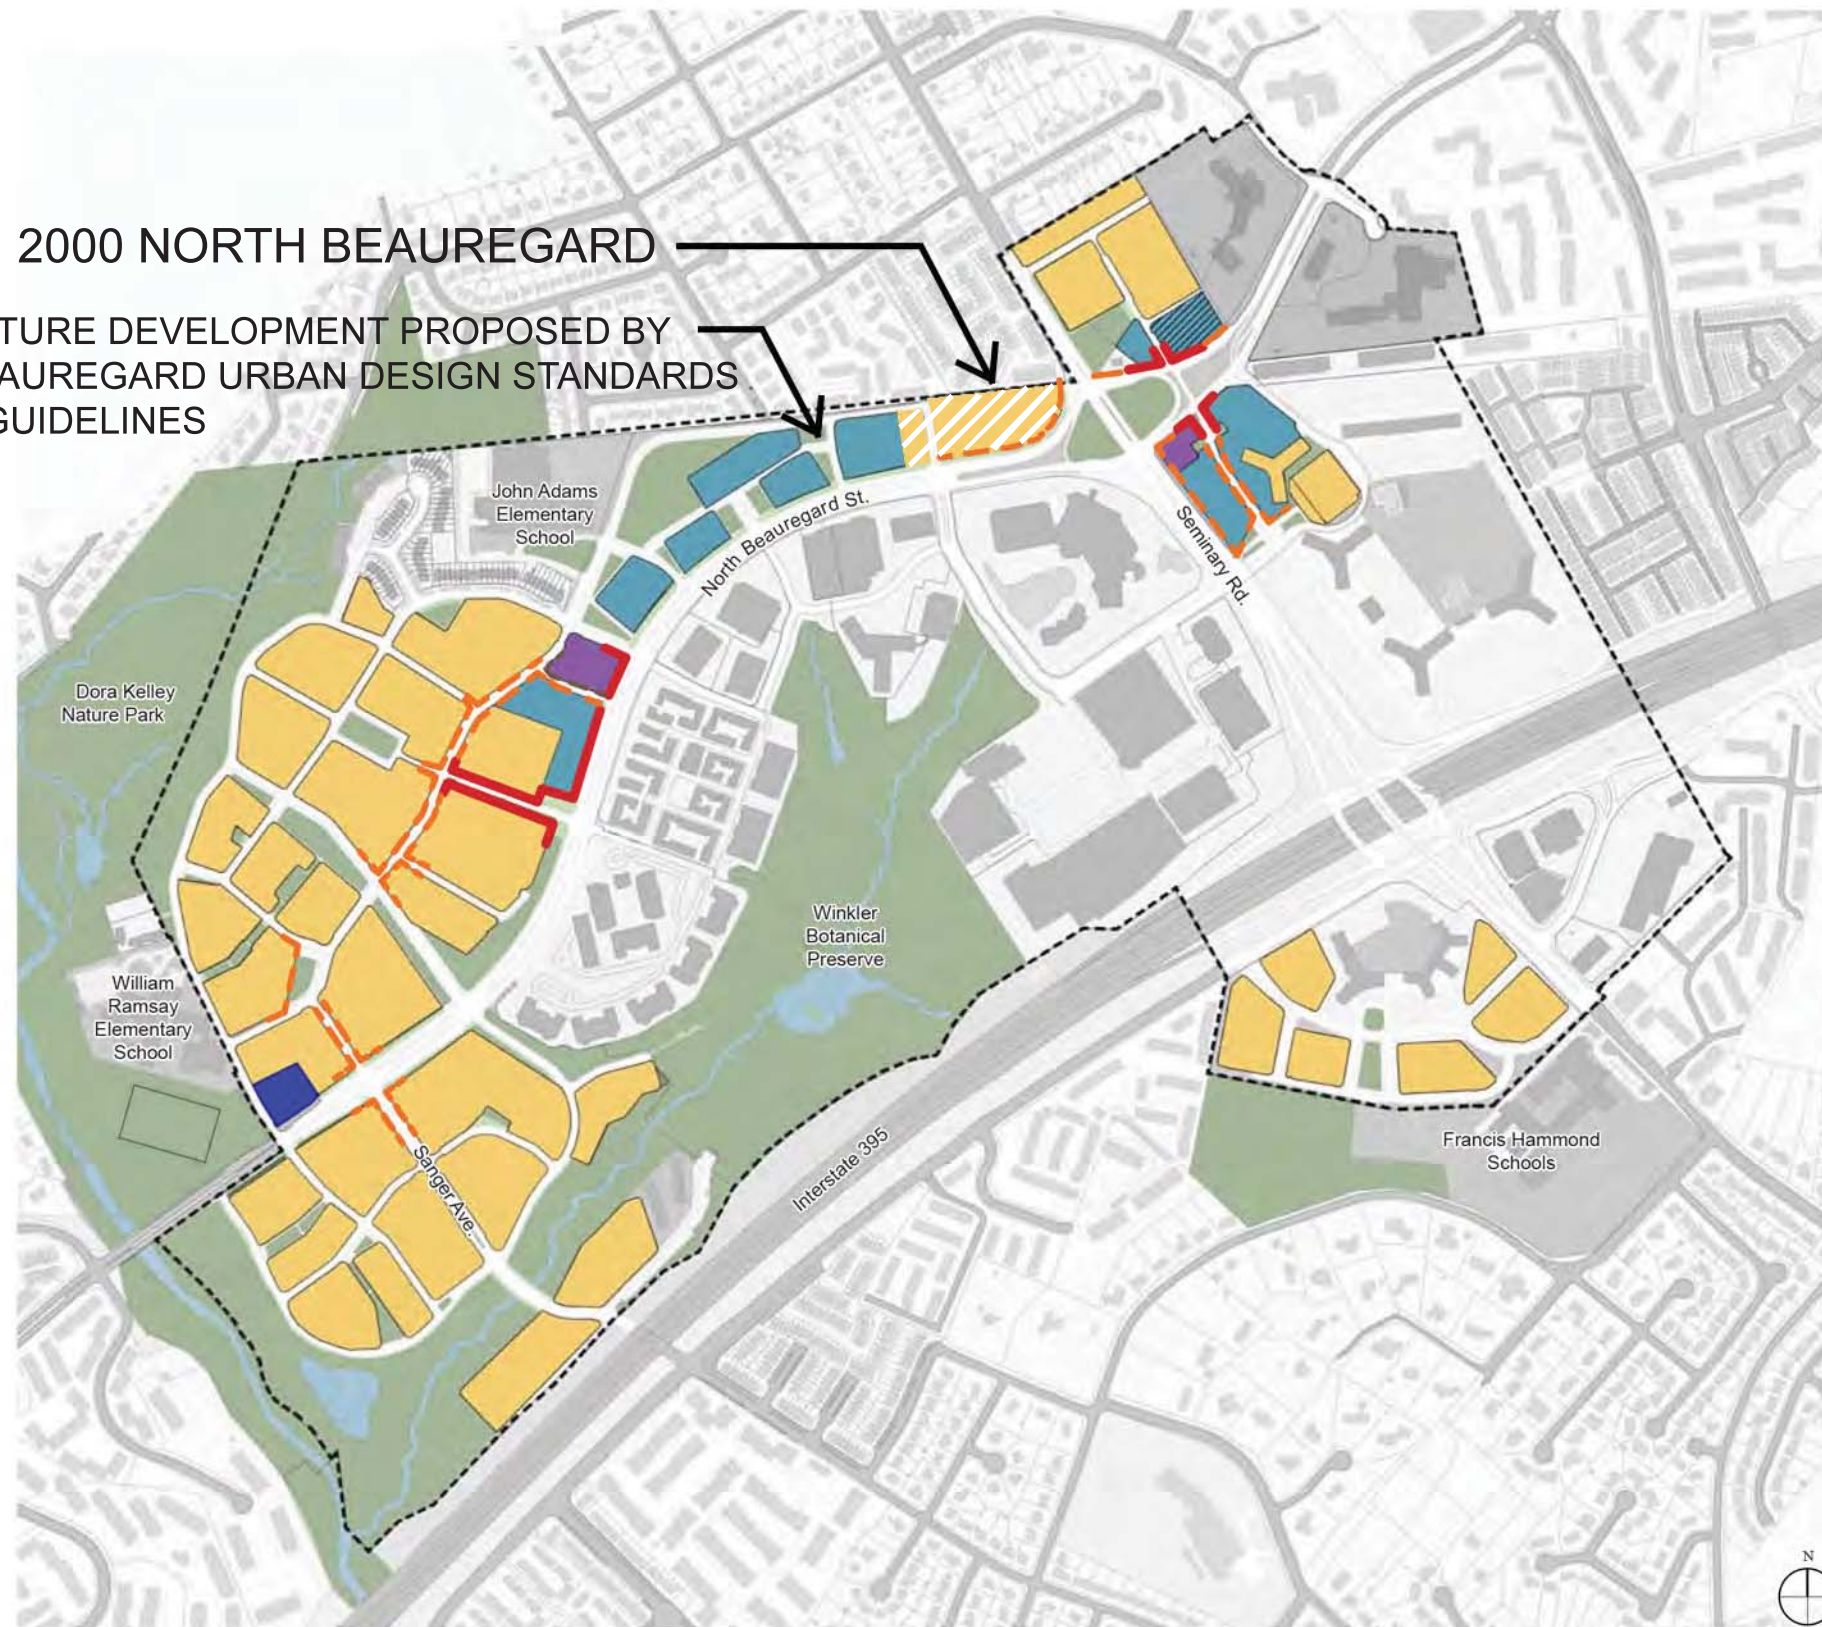 2000 NORTH BEAUREGARD
TURE DEVELOPMENT PROPOSED BY
AUREGARD URBAN DESIGN STANDARDS
GUIDELINES
John Adams
Elementary
School
North Beauregard St.
Seminary Rd.
Dora Kelley
Nature Park
Winkler
Botanical
Preserve
William
Ramsay
Elementary
School
Sanger Ave.
Interstate 395
Francis Hammond
Schools
N